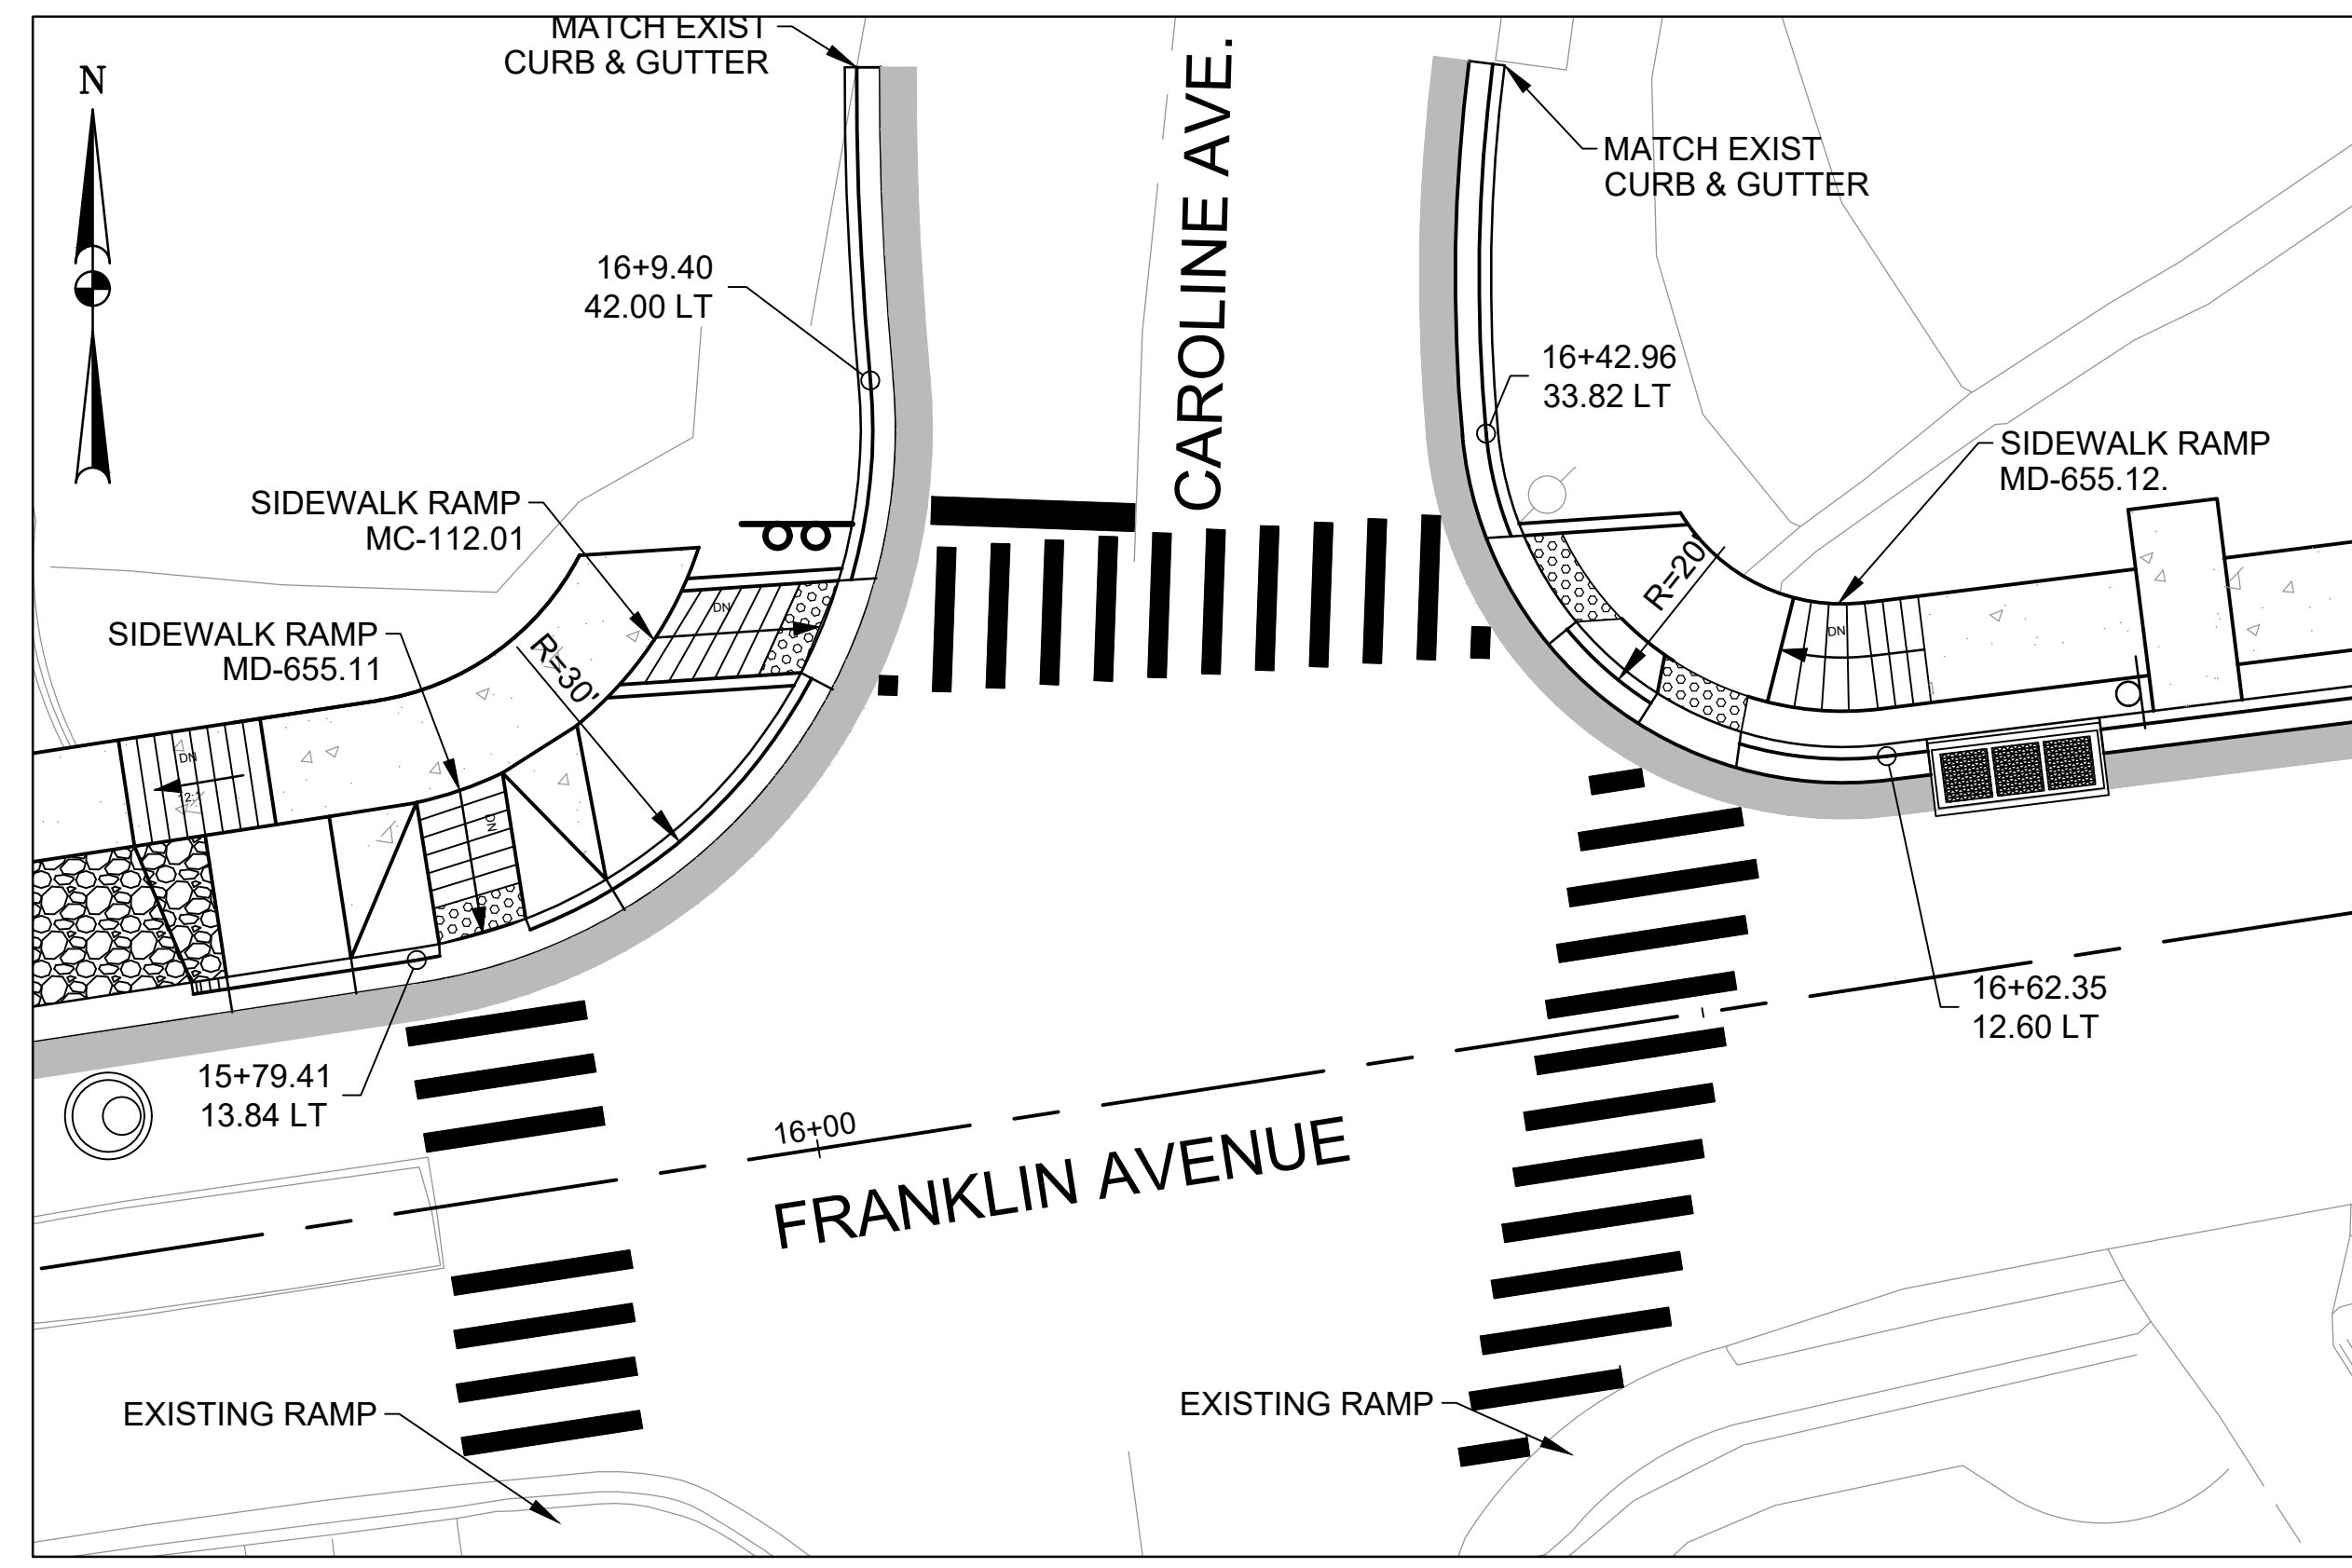 MATCH EXIST
CURB & GUTTER
N
CAROLINE AVE.
MATCH EXIST
CURB & GUTTER
16+9.40
42.00 LT
16+42.96
33.82 LT
SIDEWALK RAMP
MD-655.12.
SIDEWALK RAMP
MC-112.01
R=20'
DN
DN
SIDEWALK RAMP
MD-655.11
R=30'
DN
DN
16+62.35
12.60 LT
15+79.41
13.84 LT
16+00
FRANKLIN AVENUE
EXISTING RAMP
EXISTING RAMP